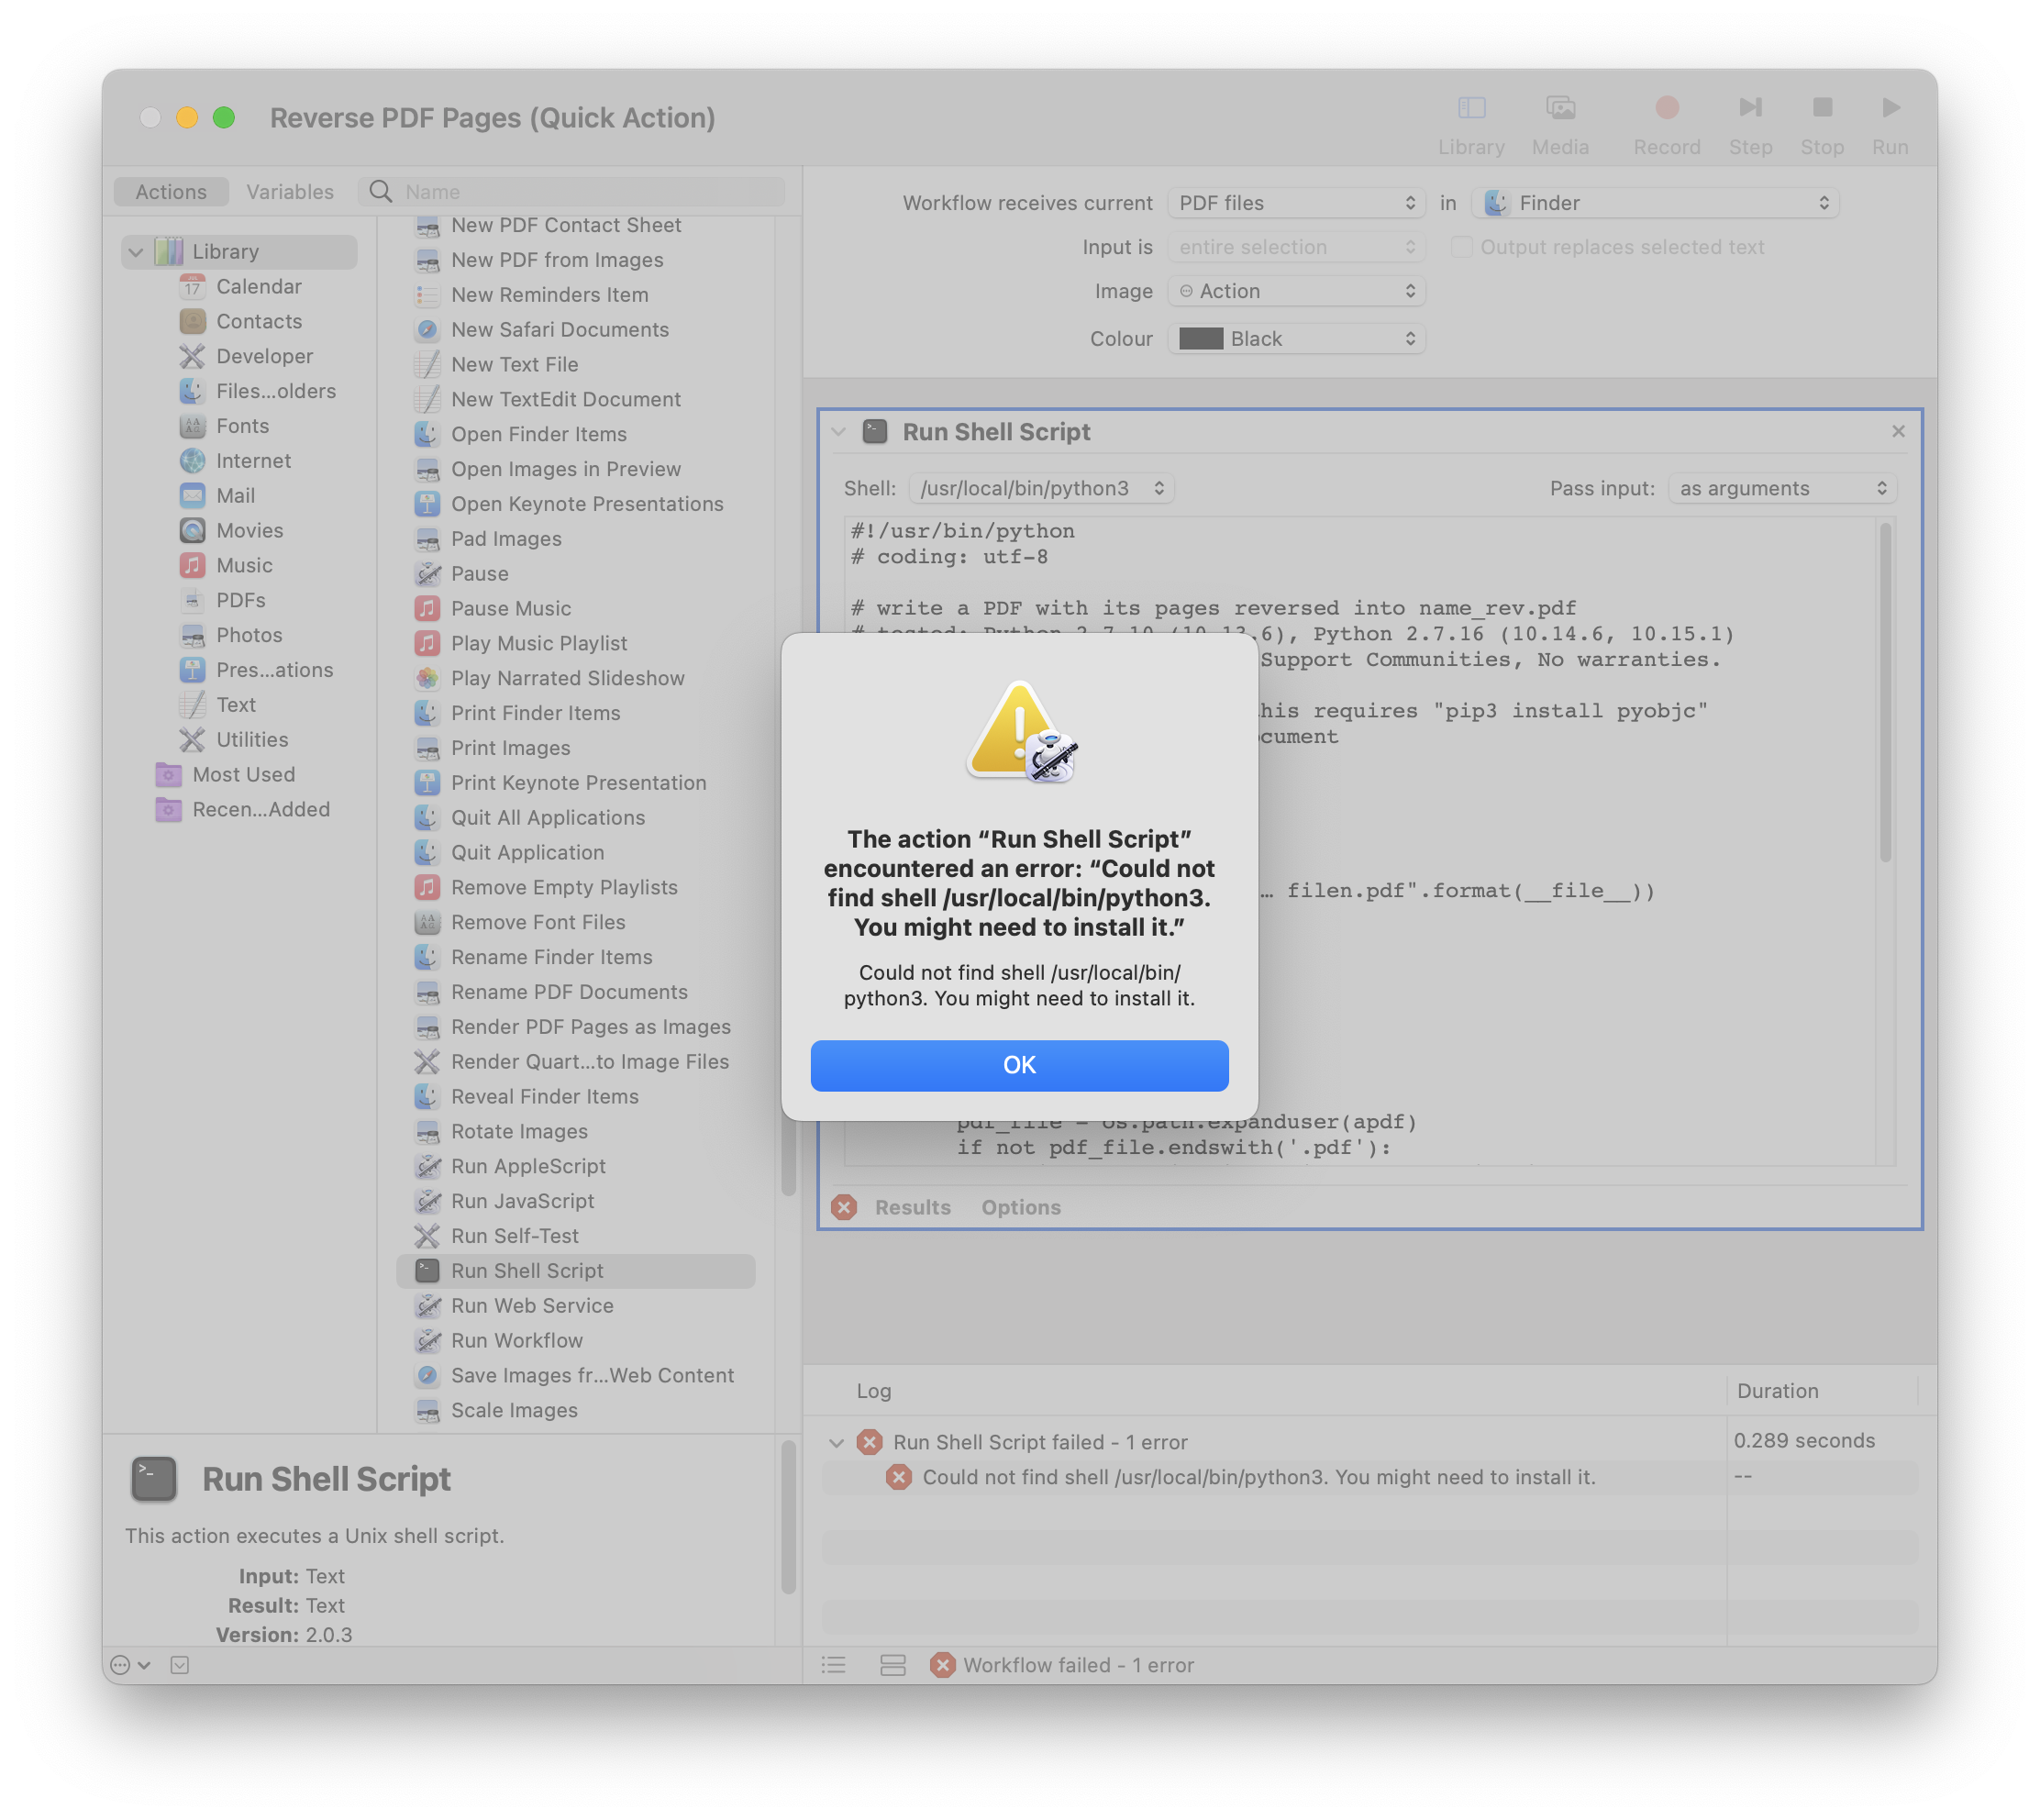 Reverse PDF Pages (Quick Action)
Library
Media
Record
Step
Stop
Run
Actions
Variables
Name
Library
Calendar
17
Contacts
Developer
Files...olders
Fonts
Internet
Mail
Movies
Music
PDFs
Photos
Pres...ations
Text
Utilities
Most Used
Recen...Added
New PDF Contact Sheet
New PDF from Images
New Reminders Item
New Safari Documents
New Text File
New TextEdit Document
Open Finder Items
Open Images in Preview
Open Keynote Presentations
Pad Images
Pause
Pause Music
Play Music Playlist
Play Narrated Slideshow
Print Finder Items
Print Images
Print Keynote Presentation
Quit All Applications
Quit Application
Remove Empty Playlists
Remove Font Files
Rename Finder Items
Rename PDF Documents
Render PDF Pages as Images
Render Quart...to Image Files
Reveal Finder Items
Rotate Images
Run AppleScript
Run JavaScript
Run Self-Test
Run Shell Script
Run Web Service
Run Workflow
Save Images fr...Web Content
Scale Images
Run Shell Script
This action executes a Unix shell script.
Input: Text
Result: Text
Version: 2.0.3
Workflow receives current PDF files in Finder
Input is entire selection Output replaces selected text
Image Action
Colour Black
Run Shell Script
Shell: /usr/local/bin/python3 Pass input: as arguments
#!/usr/bin/python
# coding: utf-8
# write a PDF with its pages reversed into name_rev.pdf
# tested: Python 2.7.10 (10.13.6), Python 2.7.16 (10.14.6, 10.15.1)
Support Communities, No warranties.
his requires "pip3 install pyobjc"
cument
… filen.pdf".format(__file__))
pdf_file = os.path.expanduser(apdf)
if not pdf_file.endswith('.pdf'):
The action “Run Shell Script”
encountered an error: “Could not
find shell /usr/local/bin/python3.
You might need to install it.”
Could not find shell /usr/local/bin/
python3. You might need to install it.
OK
Results
Options
Log
Duration
Run Shell Script failed - 1 error
0.289 seconds
Could not find shell /usr/local/bin/python3. You might need to install it.
--
Workflow failed - 1 error